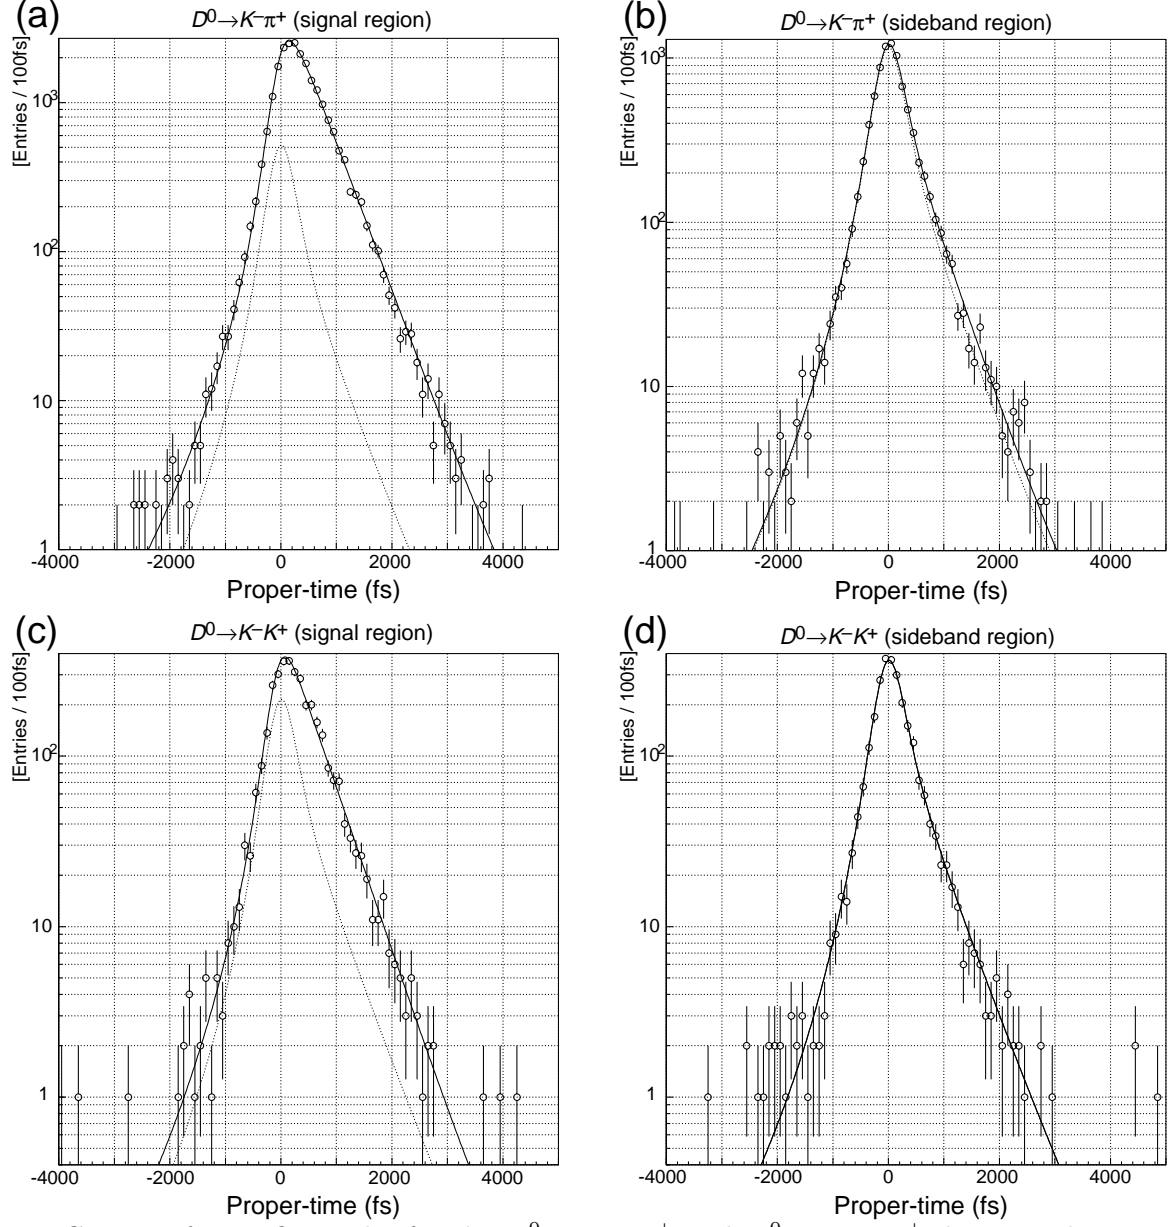 (a) D0→K−π+ (signal region)
[Entries / 100fs]
10³
10²
10
1
-4000 -2000 0 2000 4000
Proper-time (fs)
(b) D0→K−π+ (sideband region)
[Entries / 100fs]
10³
10²
10
1
-4000 -2000 0 2000 4000
Proper-time (fs)
(c) D0→K−K+ (signal region)
[Entries / 100fs]
10²
10
1
-4000 -2000 0 2000 4000
Proper-time (fs)
(d) D0→K−K+ (sideband region)
[Entries / 100fs]
10²
10
1
-4000 -2000 0 2000 4000
Proper-time (fs)